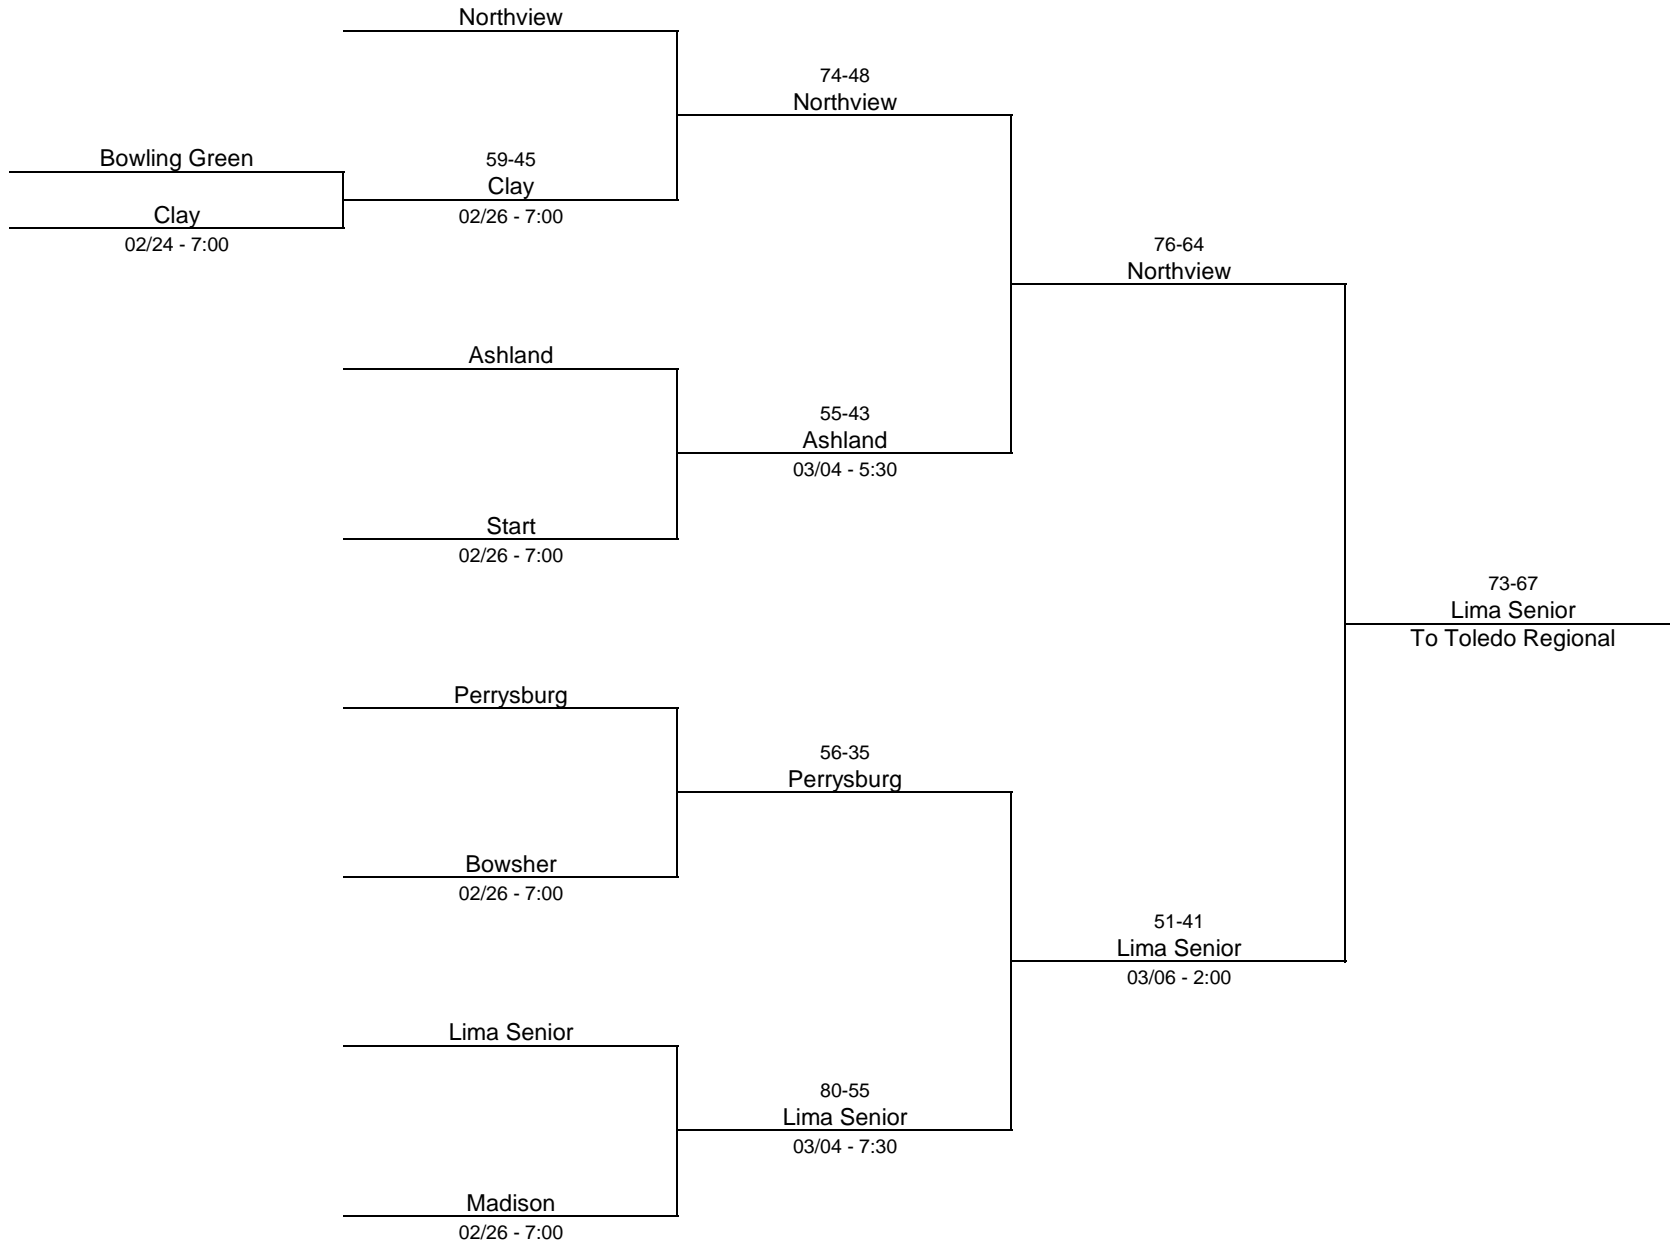 Northview
74-48
Northview
Bowling Green
59-45
Clay
Clay
02/26 - 7:00
02/24 - 7:00
76-64
Northview
Ashland
55-43
Ashland
03/04 - 5:30
Start
02/26 - 7:00
73-67
Lima Senior
To Toledo Regional
Perrysburg
56-35
Perrysburg
Bowsher
02/26 - 7:00
51-41
Lima Senior
03/06 - 2:00
Lima Senior
80-55
Lima Senior
03/04 - 7:30
Madison
02/26 - 7:00